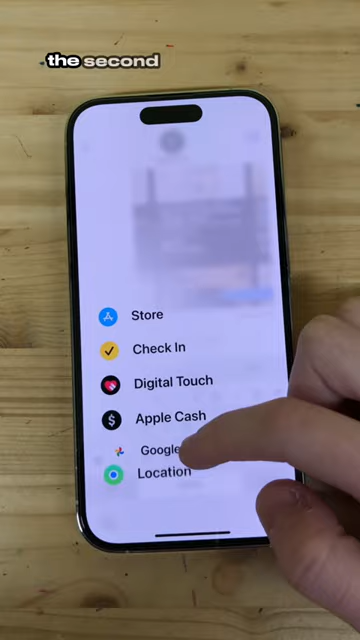 the second
Store
Check In
Digital Touch
Apple Cash
Google
Location